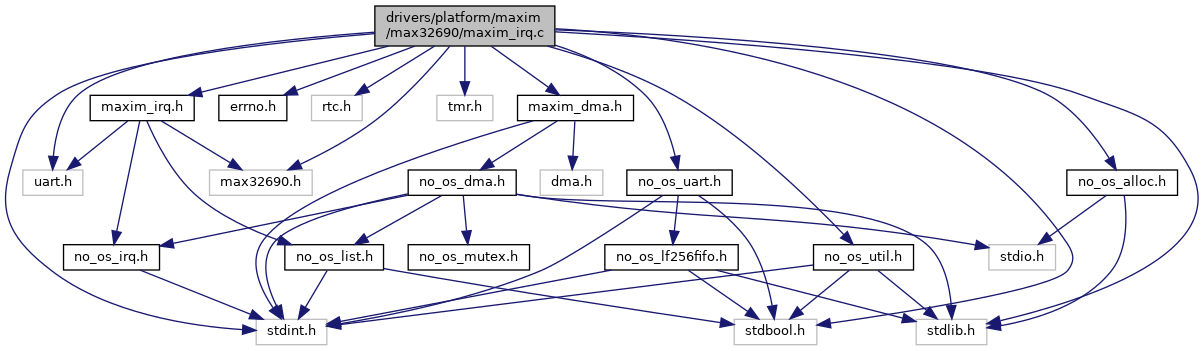 drivers/platform/maxim
/max32690/maxim_irq.c
maxim_irq.h
errno.h
rtc.h
tmr.h
maxim_dma.h
uart.h
max32690.h
no_os_dma.h
dma.h
no_os_uart.h
no_os_alloc.h
no_os_irq.h
no_os_list.h
no_os_mutex.h
no_os_lf256fifo.h
no_os_util.h
stdio.h
stdint.h
stdbool.h
stdlib.h